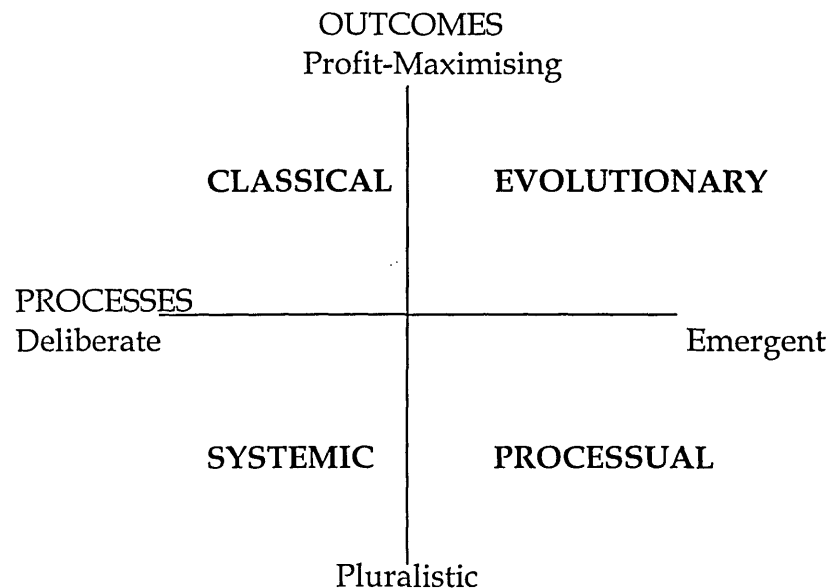 OUTCOMES
Profit-Maximising
CLASSICAL EVOLUTIONARY
PROCESSES
Deliberate Emergent
SYSTEMIC PROCESSUAL
Pluralistic